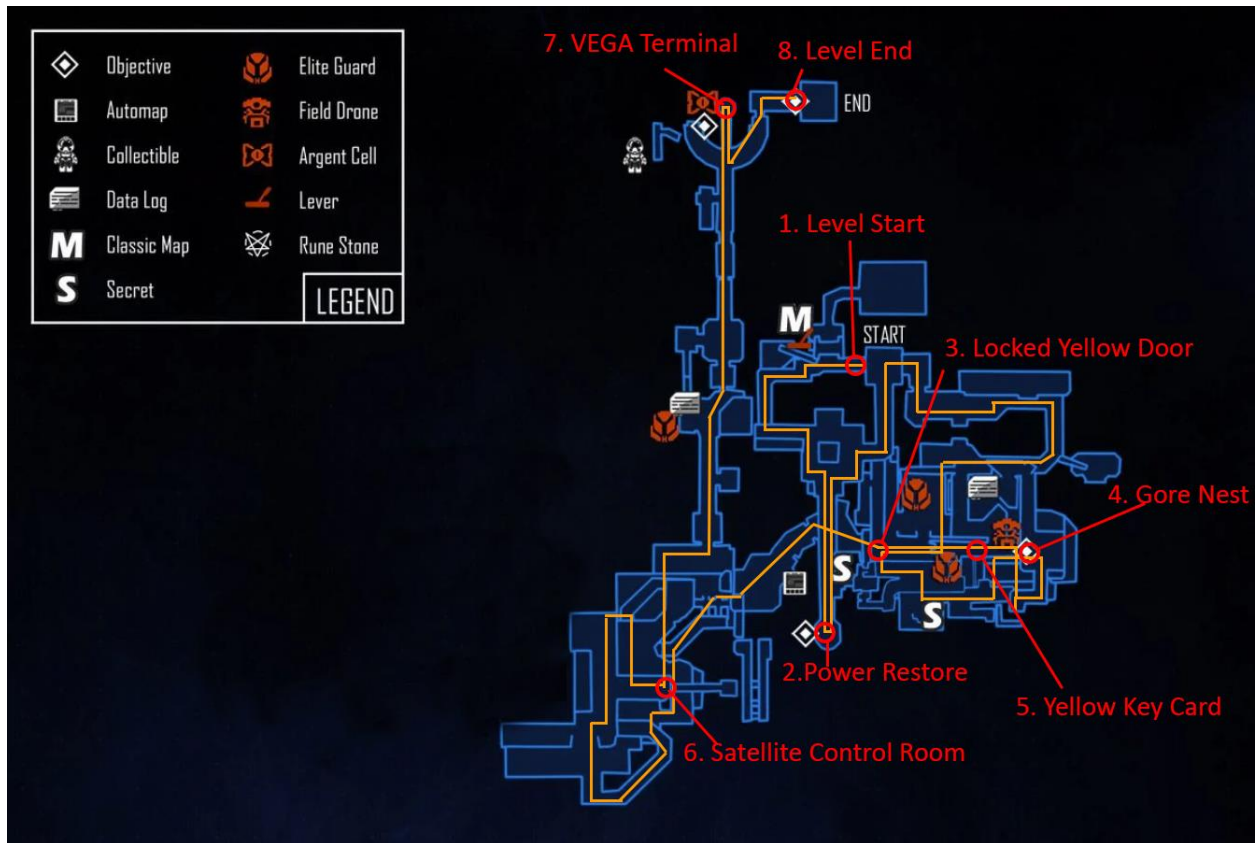 7. VEGA Terminal
8. Level End
Objective
Elite Guard
END
Automap
Field Drone
Collectible
Argent Cell
Data Log
Lever
M
Classic Map
Rune Stone
S
Secret
LEGEND
1. Level Start
M
START
3. Locked Yellow Door
4. Gore Nest
S
S
2.Power Restore
5. Yellow Key Card
6. Satellite Control Room